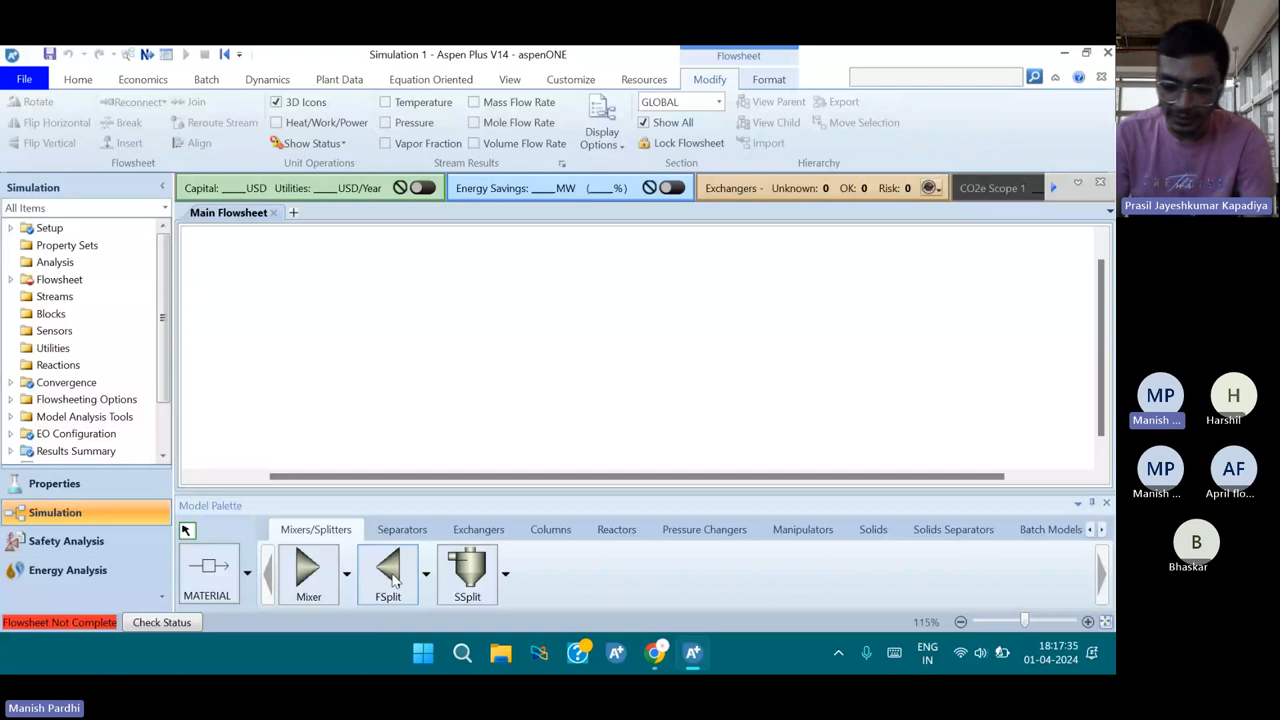 Simulation 1 - Aspen Plus V14 - aspenONE
Flowsheet
File Home Economics Batch Dynamics Plant Data Equation Oriented View Customize Resources Modify Format
Rotate Reconnect Join 3D Icons Temperature Mass Flow Rate GLOBAL View Parent Export
Flip Horizontal Break Reroute Stream Heat/Work/Power Pressure Mole Flow Rate Display Show All View Child Move Selection
Flip Vertical Insert Align Show Status Vapor Fraction Volume Flow Rate Options Lock Flowsheet Import
Flowsheet Unit Operations Stream Results Section Hierarchy
Simulation
Capital: ____USD Utilities: ____USD/Year Energy Savings: ____MW (____%) Exchangers - Unknown: 0 OK: 0 Risk: 0 CO2e Scope 1
Prasil Jayeshkumar Kapadiya
All Items
Main Flowsheet
Setup
Property Sets
Analysis
Flowsheet
Streams
Blocks
Sensors
Utilities
Reactions
Convergence
Flowsheeting Options
Model Analysis Tools
EO Configuration
Results Summary
Properties
Simulation
Safety Analysis
Energy Analysis
Model Palette
Mixers/Splitters Separators Exchangers Columns Reactors Pressure Changers Manipulators Solids Solids Separators Batch Models
MATERIAL Mixer FSplit SSplit
Flowsheet Not Complete Check Status 115%
ENG
IN
18:17:35
01-04-2024
MP
Manish ...
H
Harshil
MP
Manish ...
AF
April flo...
B
Bhaskar
Manish Pardhi